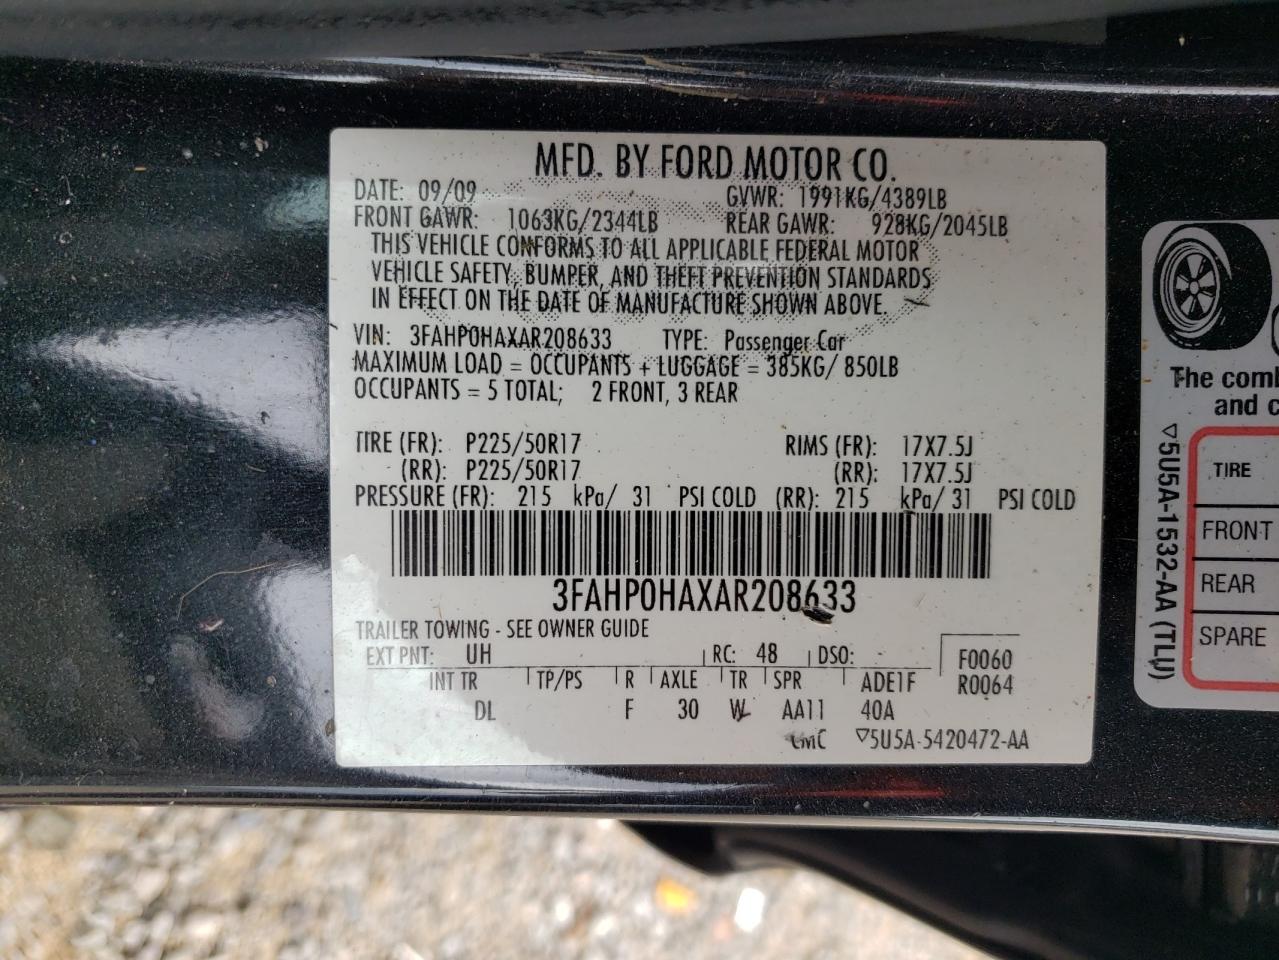 MFD. BY FORD MOTOR CO.
DATE: 09/09 GVWR: 1991KG/4389LB
FRONT GAWR: 1063KG/2344LB REAR GAWR: 928KG/2045LB
THIS VEHICLE CONFORMS TO ALL APPLICABLE FEDERAL MOTOR
VEHICLE SAFETY, BUMPER, AND THEFT PREVENTION STANDARDS
IN EFFECT ON THE DATE OF MANUFACTURE SHOWN ABOVE.
VIN: 3FAHP0HAXAR208633 TYPE: Passenger Car
MAXIMUM LOAD = OCCUPANTS + LUGGAGE = 385KG/ 850LB
OCCUPANTS = 5 TOTAL; 2 FRONT, 3 REAR
TIRE (FR): P225/50R17 RIMS (FR): 17X7.5J
(RR): P225/50R17 (RR): 17X7.5J
PRESSURE (FR): 215 kPa/ 31 PSI COLD (RR): 215 kPa/ 31 PSI COLD
3FAHP0HAXAR208633
TRAILER TOWING - SEE OWNER GUIDE
EXT PNT: UH RC: 48 DSO: F0060
INT TR TP/PS R AXLE TR SPR ADE1F R0064
DL F 30 W AA11 40A
CMC ▽5U5A-5420472-AA
The comb
and c
▽5U5A-1532-AA (TLU)
TIRE
FRONT
REAR
SPARE